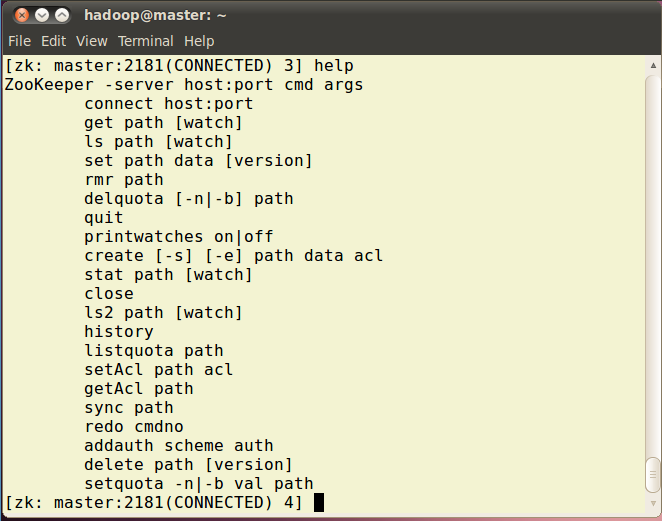 hadoop@master: ~
File Edit View Terminal Help
[zk: master:2181(CONNECTED) 3] help
ZooKeeper -server host:port cmd args
connect host:port
get path [watch]
ls path [watch]
set path data [version]
rmr path
delquota [-n|-b] path
quit
printwatches on|off
create [-s] [-e] path data acl
stat path [watch]
close
ls2 path [watch]
history
listquota path
setAcl path acl
getAcl path
sync path
redo cmdno
addauth scheme auth
delete path [version]
setquota -n|-b val path
[zk: master:2181(CONNECTED) 4]